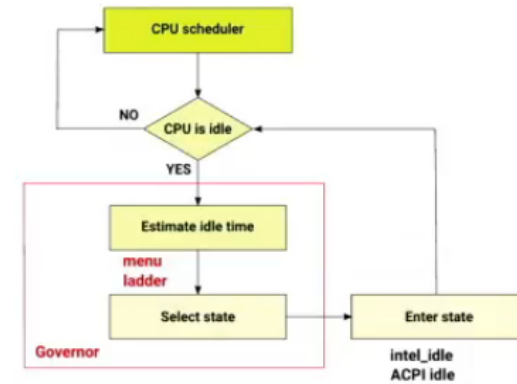 CPU scheduler
NO
CPU is idle
YES
Estimate idle time
menu
ladder
Select state
Enter state
Governor
intel_idle
ACPI idle